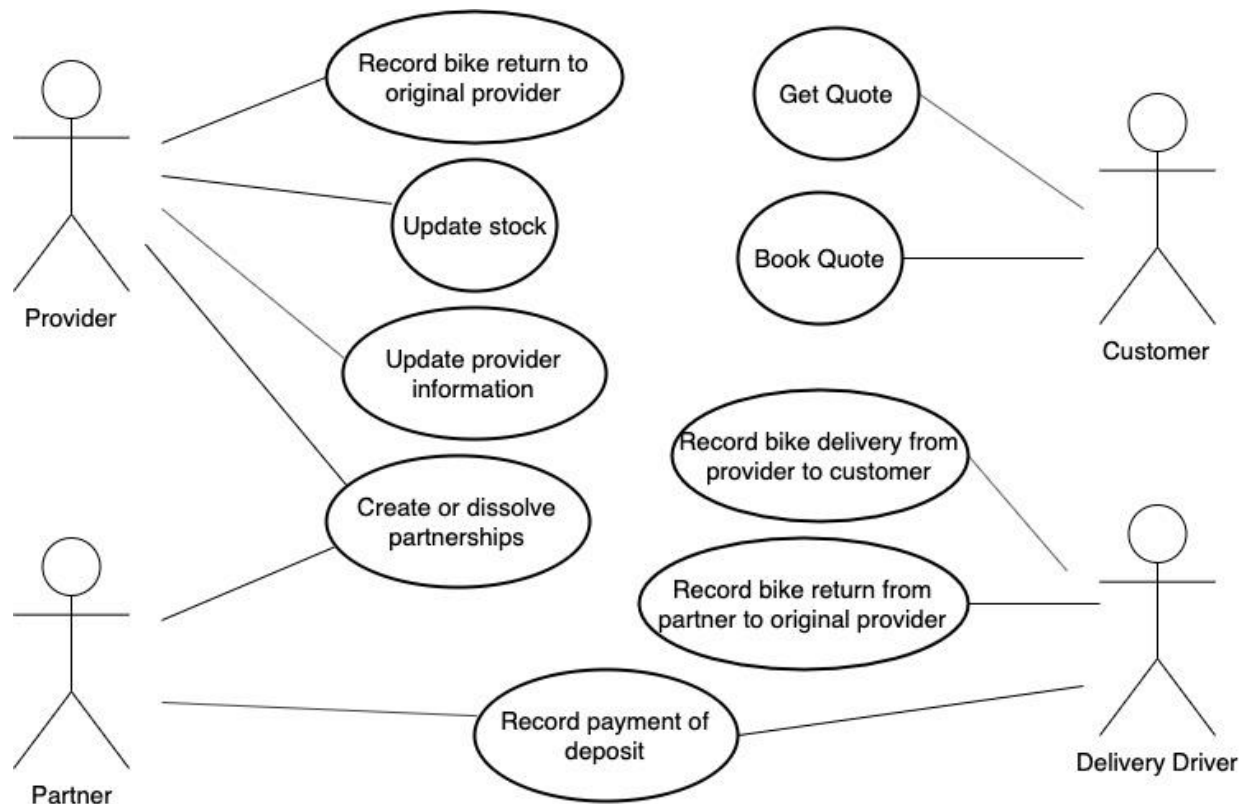 Record bike return to
original provider
Get Quote
Update stock
Book Quote
Provider
Customer
Update provider
information
Record bike delivery from
provider to customer
Create or dissolve
partnerships
Record bike return from
partner to original provider
Record payment of
deposit
Partner
Delivery Driver